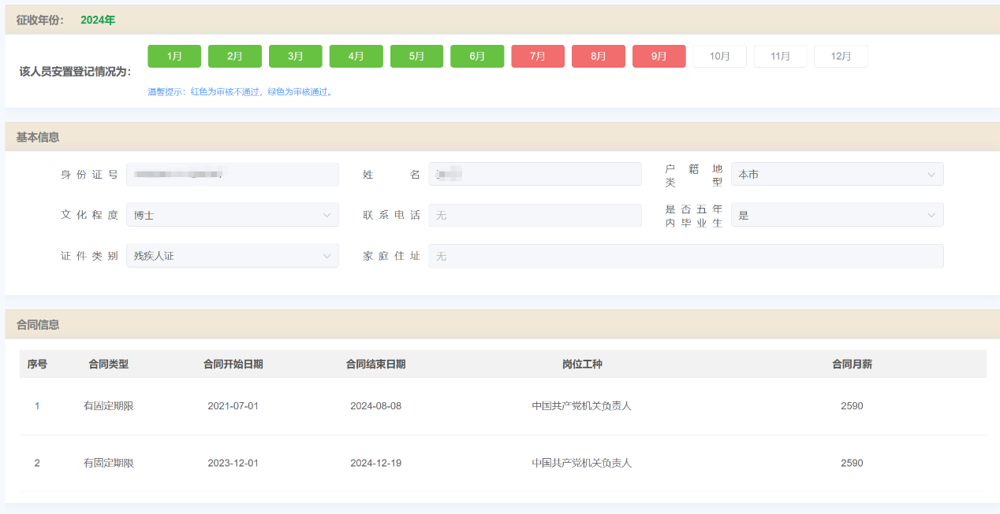 征收年份： 2024年
1月 2月 3月 4月 5月 6月 7月 8月 9月 10月 11月 12月
该人员安置登记情况为：
温馨提示：红色为审核不通过，绿色为审核通过。
基本信息
身份证号 姓名 户籍地类型 本市
文化程度 博士 联系电话 无 是否五年内毕业生 是
证件类别 残疾人证 家庭住址 无
合同信息
序号 合同类型 合同开始日期 合同结束日期 岗位工种 合同月薪
1 有固定期限 2021-07-01 2024-08-08 中国共产党机关负责人 2590
2 有固定期限 2023-12-01 2024-12-19 中国共产党机关负责人 2590